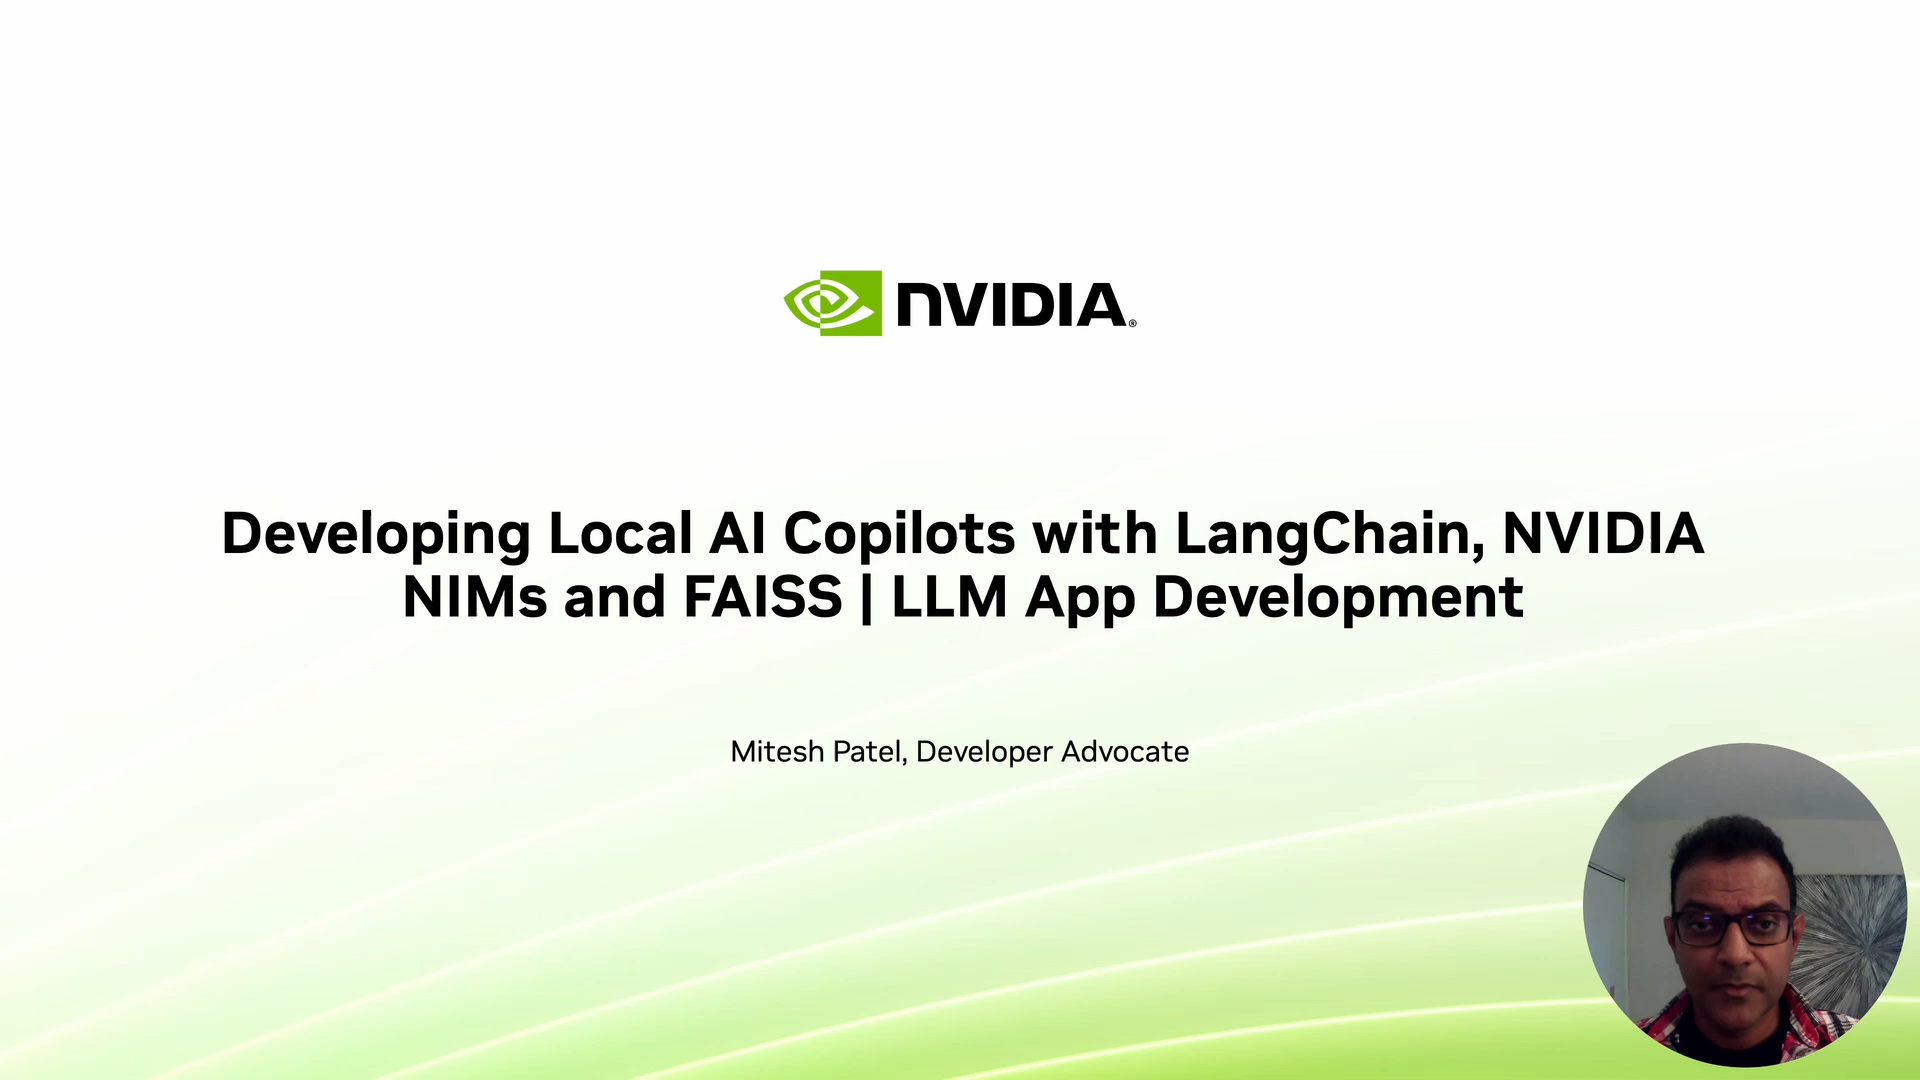 NVIDIA®
Developing Local AI Copilots with LangChain, NVIDIA
NIMs and FAISS | LLM App Development
Mitesh Patel, Developer Advocate